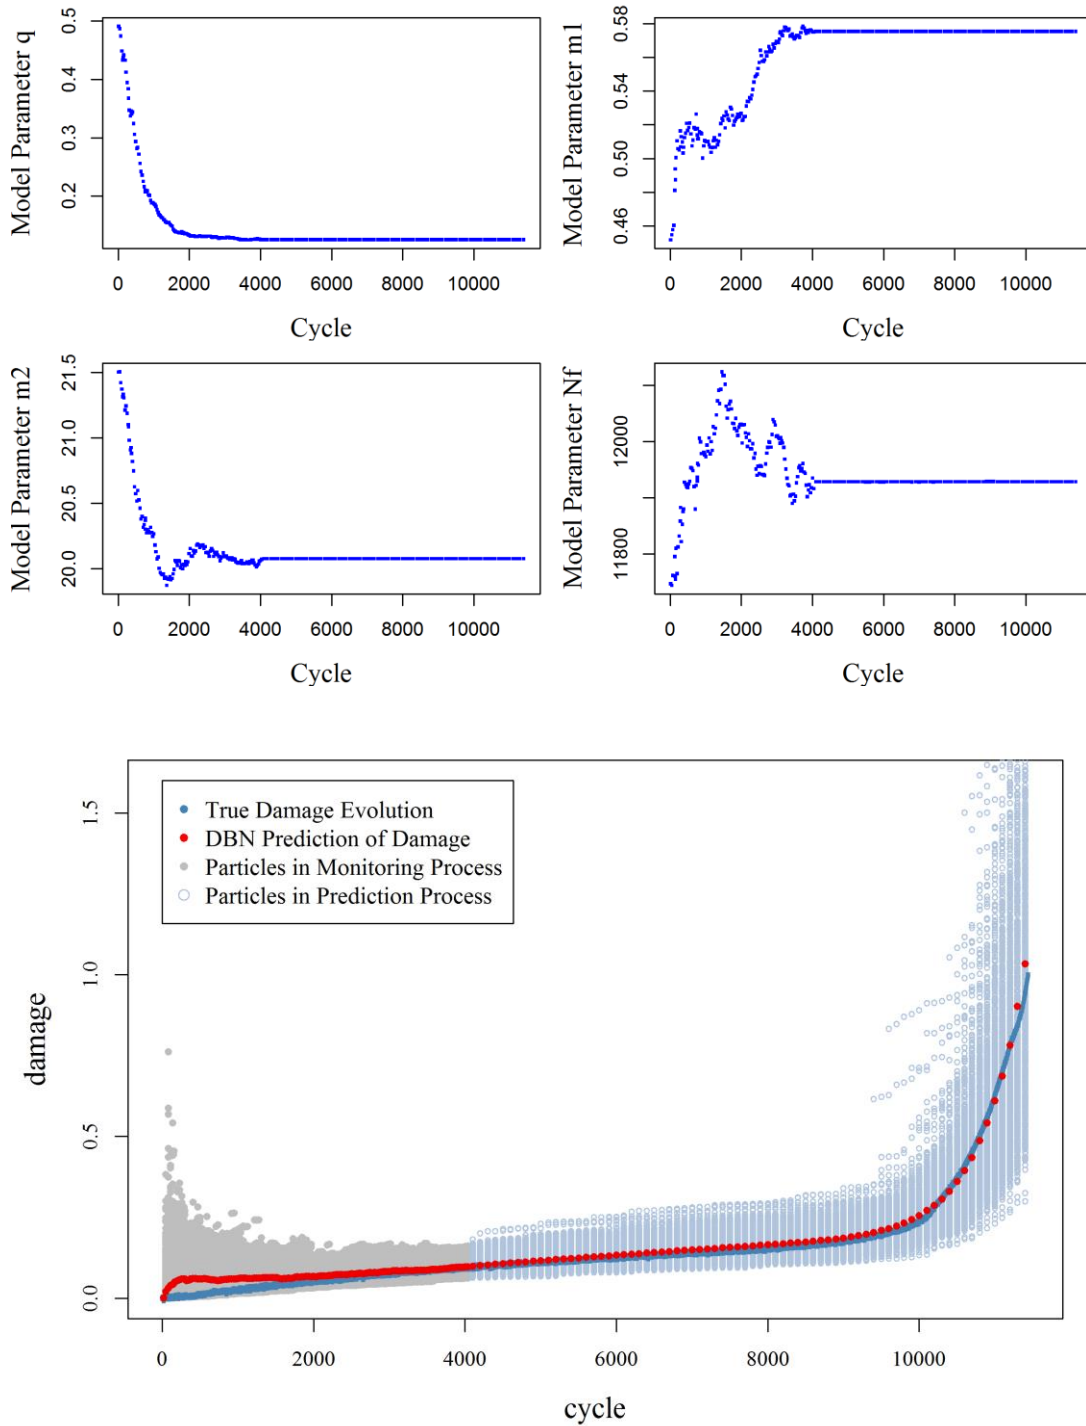 Model Parameter q
0.5
0.4
0.3
0.2
0 2000 4000 6000 8000 10000
Cycle
Model Parameter m1
0.58
0.54
0.50
0.46
0 2000 4000 6000 8000 10000
Cycle
Model Parameter m2
21.5
21.0
20.5
20.0
0 2000 4000 6000 8000 10000
Cycle
Model Parameter Nf
12000
11800
0 2000 4000 6000 8000 10000
Cycle
True Damage Evolution
DBN Prediction of Damage
Particles in Monitoring Process
Particles in Prediction Process
damage
1.5
1.0
0.5
0.0
0 2000 4000 6000 8000 10000
cycle